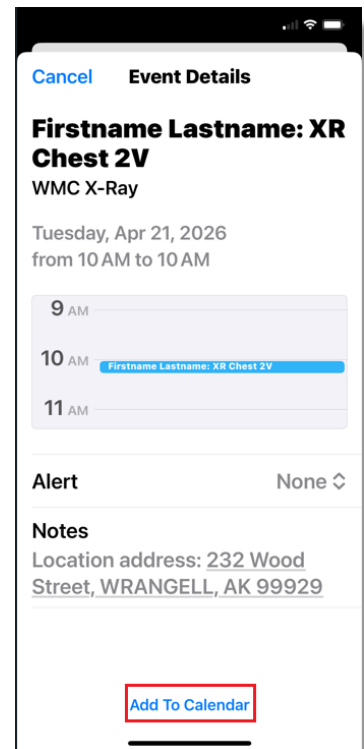 Cancel Event Details
Firstname Lastname: XR
Chest 2V
WMC X-Ray
Tuesday, Apr 21, 2026
from 10 AM to 10 AM
9 AM
10 AM Firstname Lastname: XR Chest 2V
11 AM
Alert None
Notes
Location address: 232 Wood
Street, WRANGELL, AK 99929
Add To Calendar